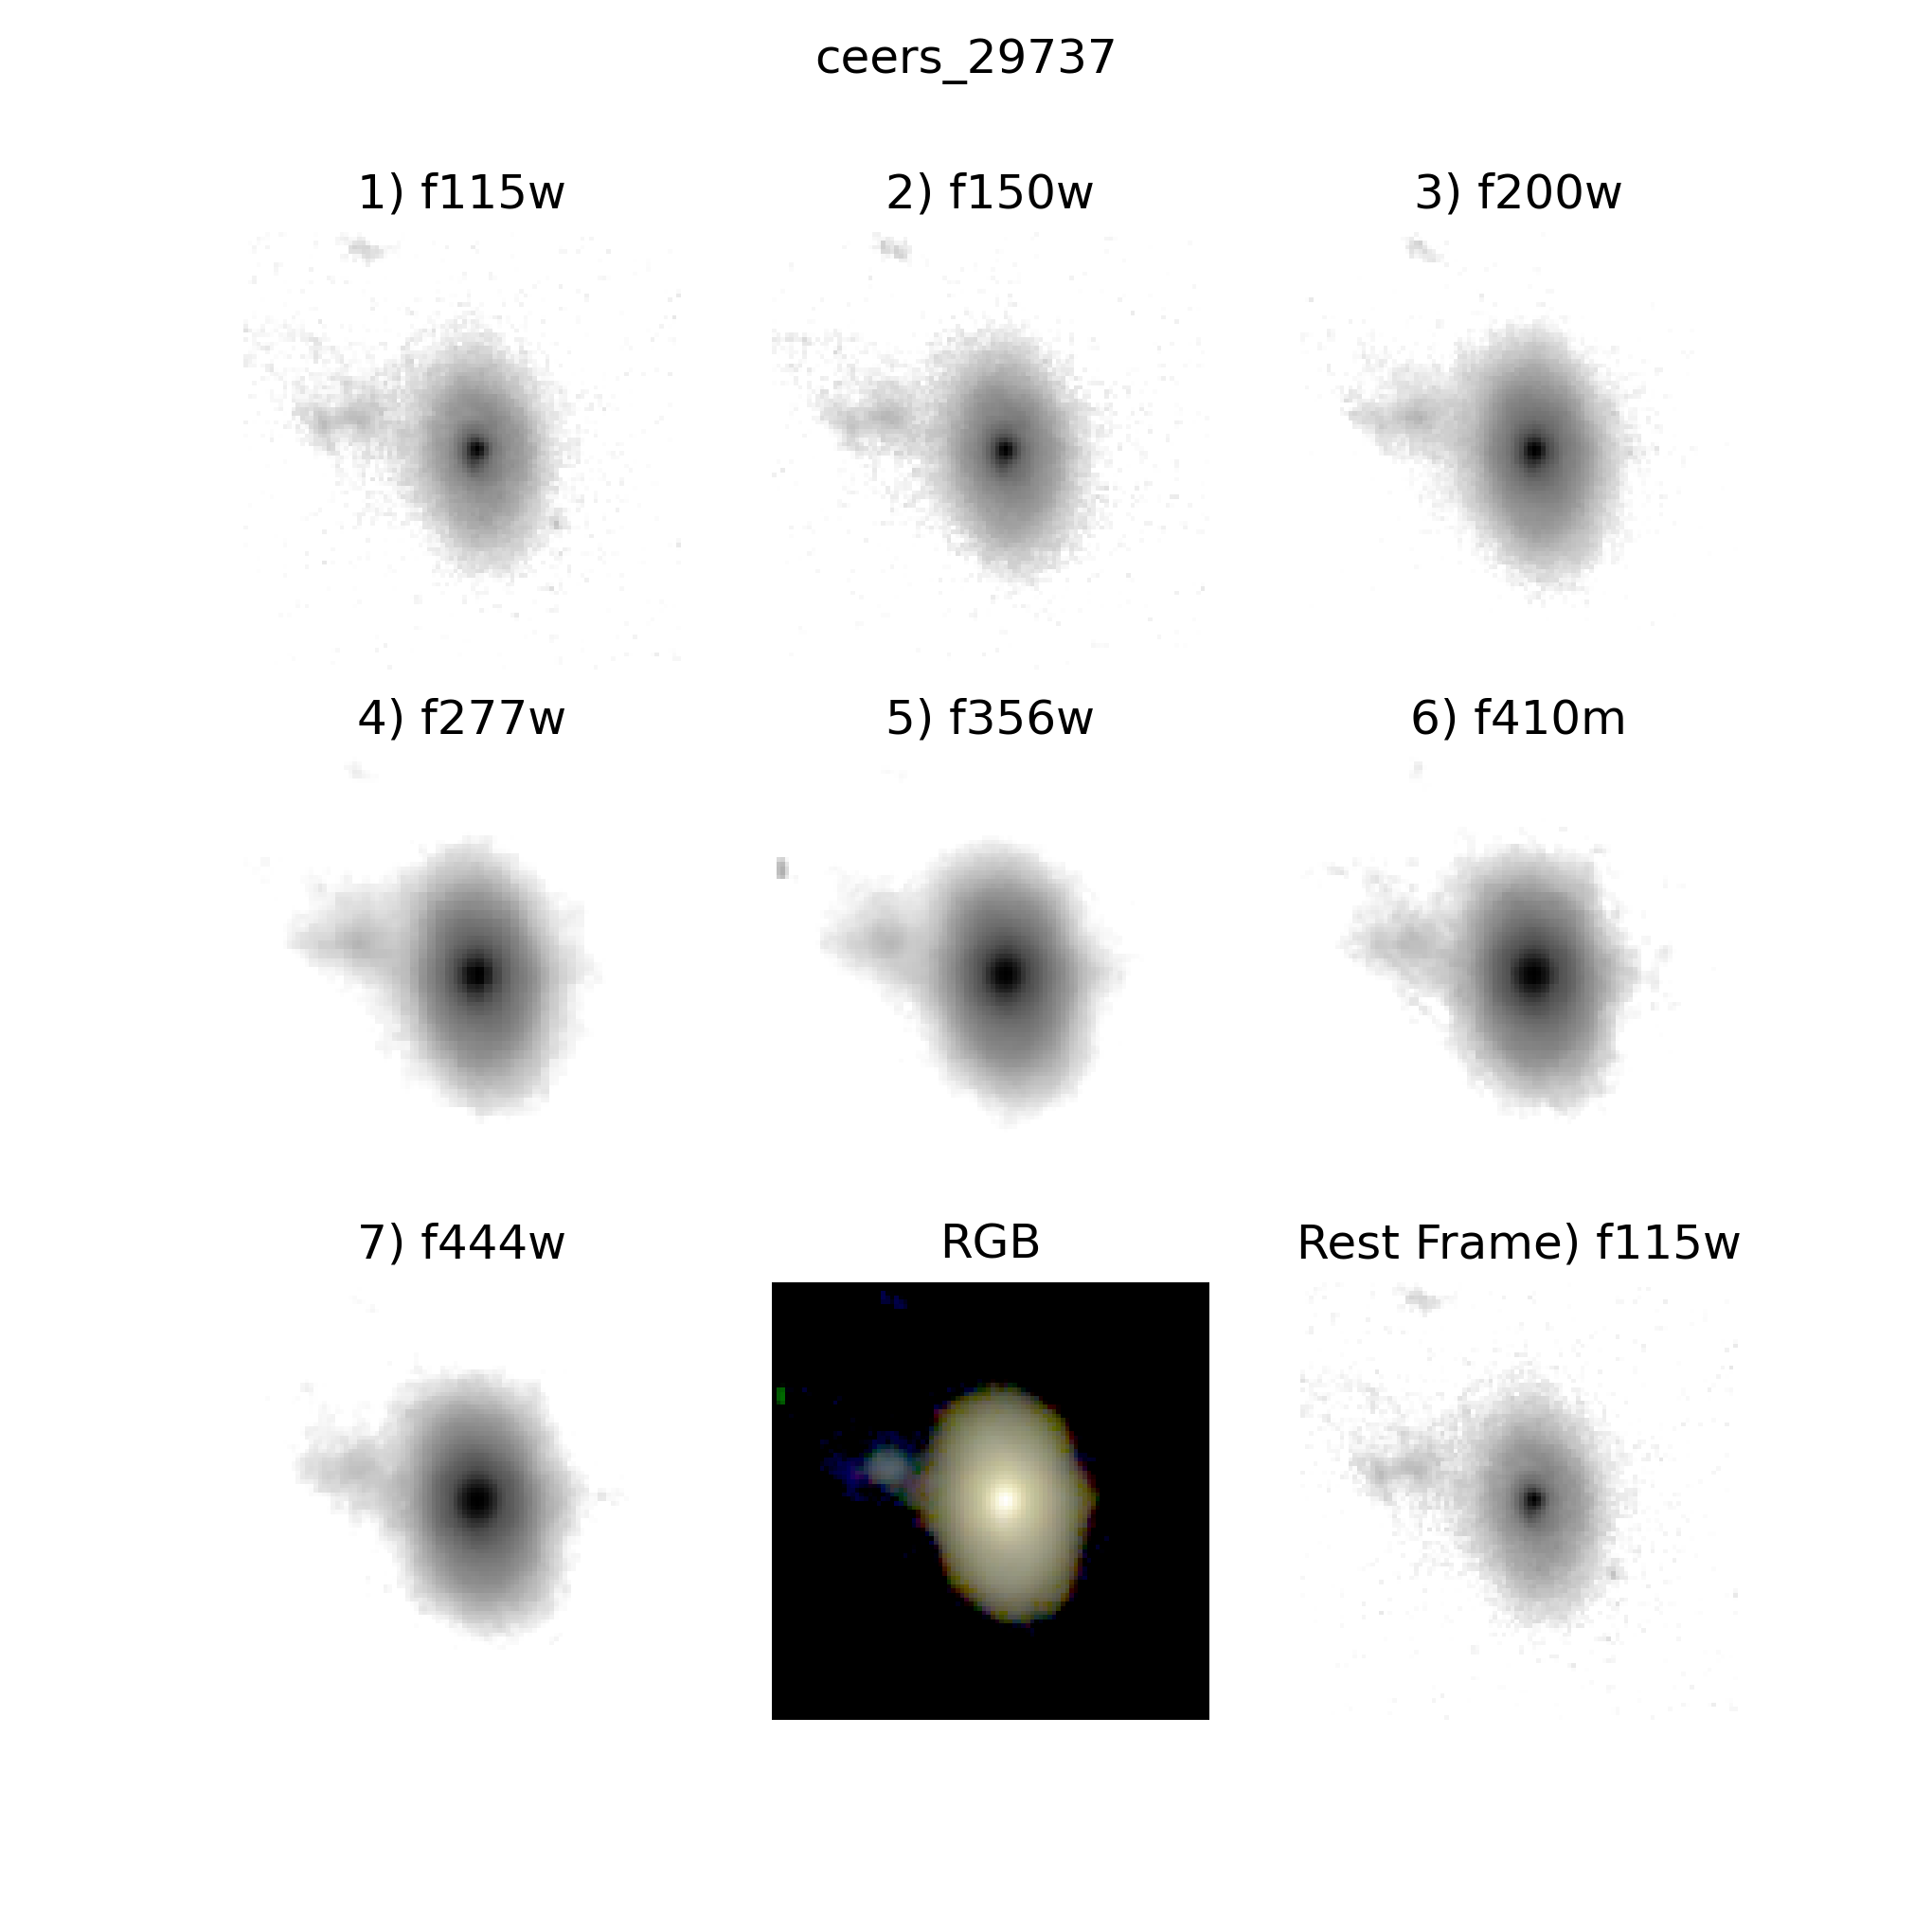 ceers_29737
1) f115w
2) f150w
3) f200w
4) f277w
5) f356w
6) f410m
7) f444w
RGB
Rest Frame) f115w